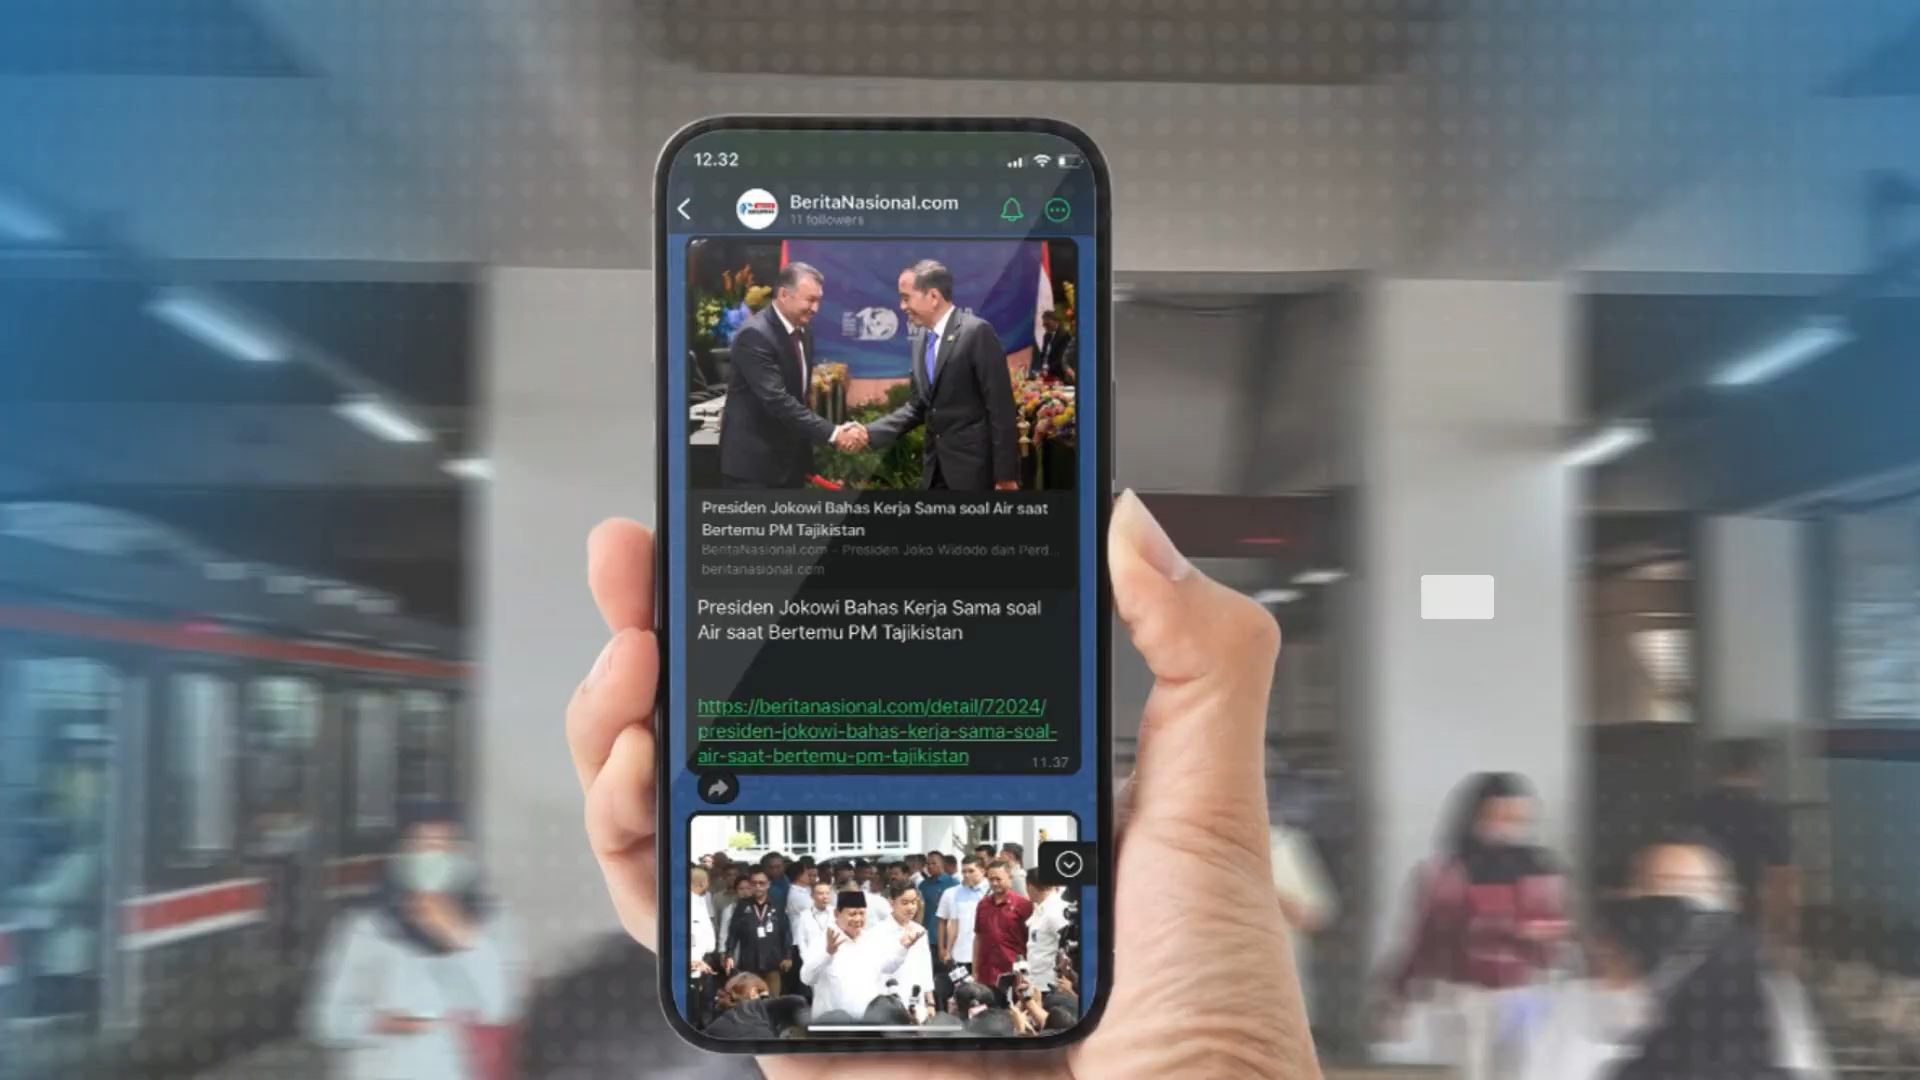 12.32
BeritaNasional.com
11 followers
10
Presiden Jokowi Bahas Kerja Sama soal Air saat
Bertemu PM Tajikistan
BeritaNasional.com - Presiden Joko Widodo dan Perd...
beritanasional.com
Presiden Jokowi Bahas Kerja Sama soal
Air saat Bertemu PM Tajikistan
https://beritanasional.com/detail/72024/
presiden-jokowi-bahas-kerja-sama-soal-
air-saat-bertemu-pm-tajikistan
11.37